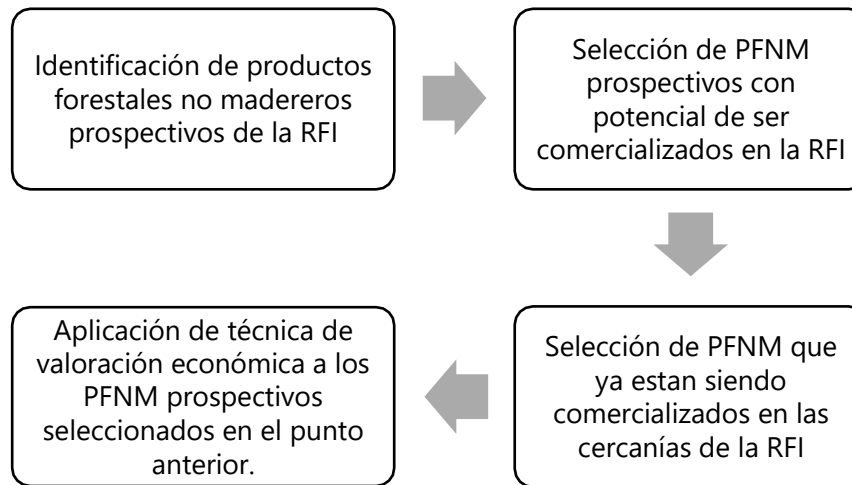 Identificación de productos
forestales no madereros
prospectivos de la RFI
Selección de PFNM
prospectivos con
potencial de ser
comercializados en la RFI
Selección de PFNM que
ya estan siendo
comercializados en las
cercanías de la RFI
Aplicación de técnica de
valoración económica a los
PFNM prospectivos
seleccionados en el punto
anterior.